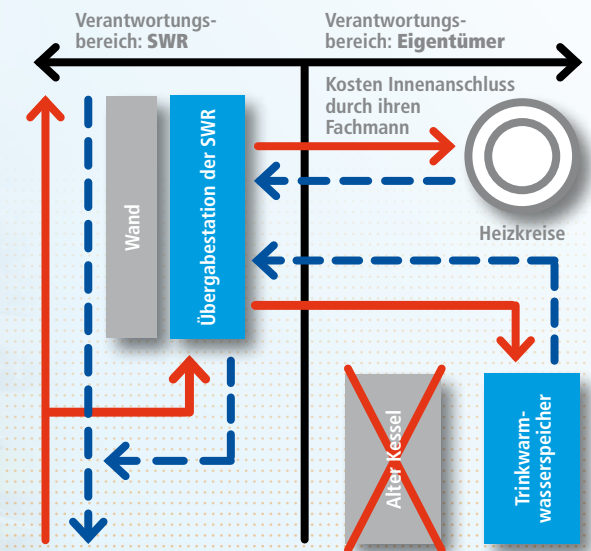 Verantwortungs-
bereich: SWR
Verantwortungs-
bereich: Eigentümer
Kosten Innenanschluss
durch ihren
Fachmann
Wand
Übergabestation der SWR
Heizkreise
Alter Kessel
Trinkwarm-
wasserspeicher